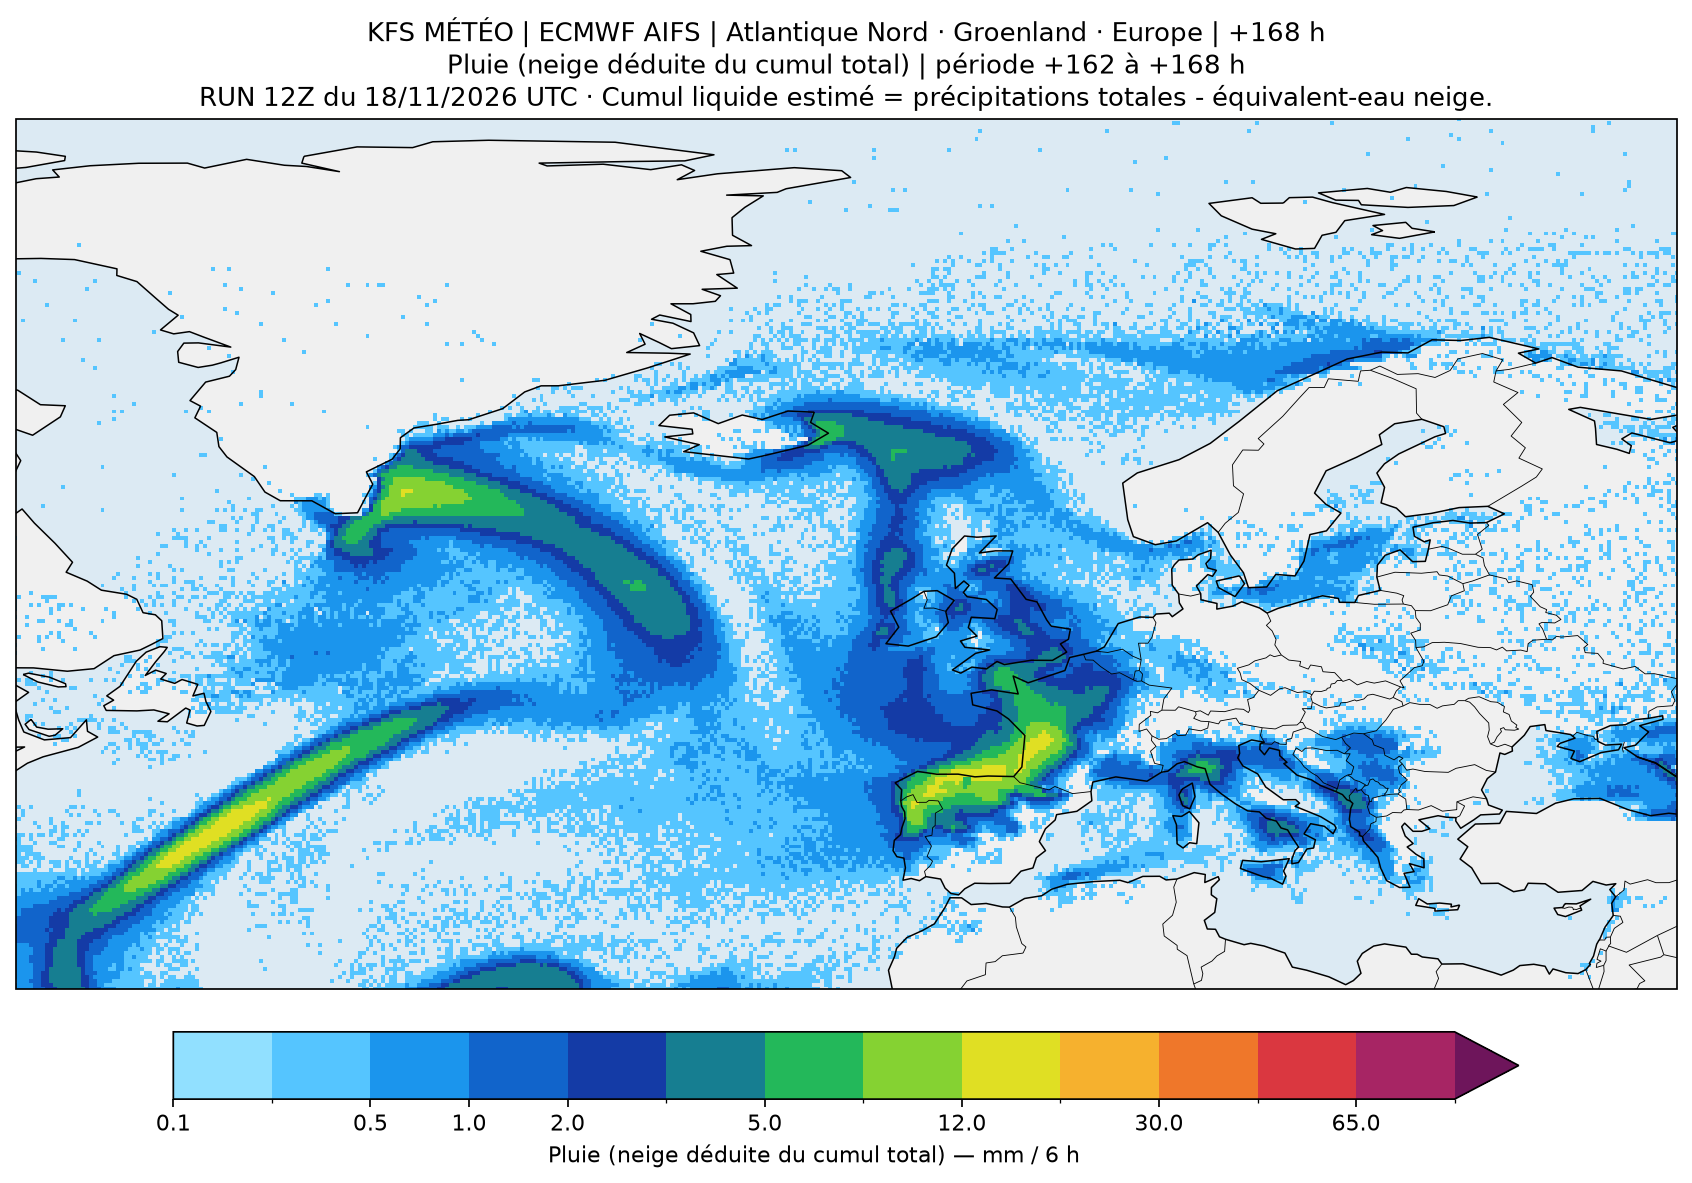 KFS MÉTÉO | ECMWF AIFS | Atlantique Nord · Groenland · Europe | +168 h
Pluie (neige déduite du cumul total) | période +162 à +168 h
RUN 12Z du 18/11/2026 UTC · Cumul liquide estimé = précipitations totales - équivalent-eau neige.
0.1 0.5 1.0 2.0 5.0 12.0 30.0 65.0
Pluie (neige déduite du cumul total) — mm / 6 h